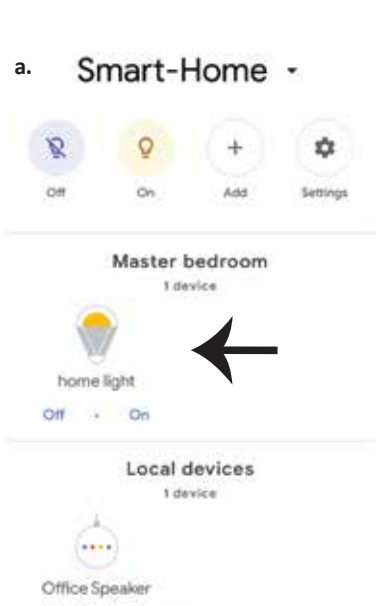 a. Smart-Home
Off On Add Settings
Master bedroom
1 device
home light
Off • On
Local devices
1 device
Office Speaker